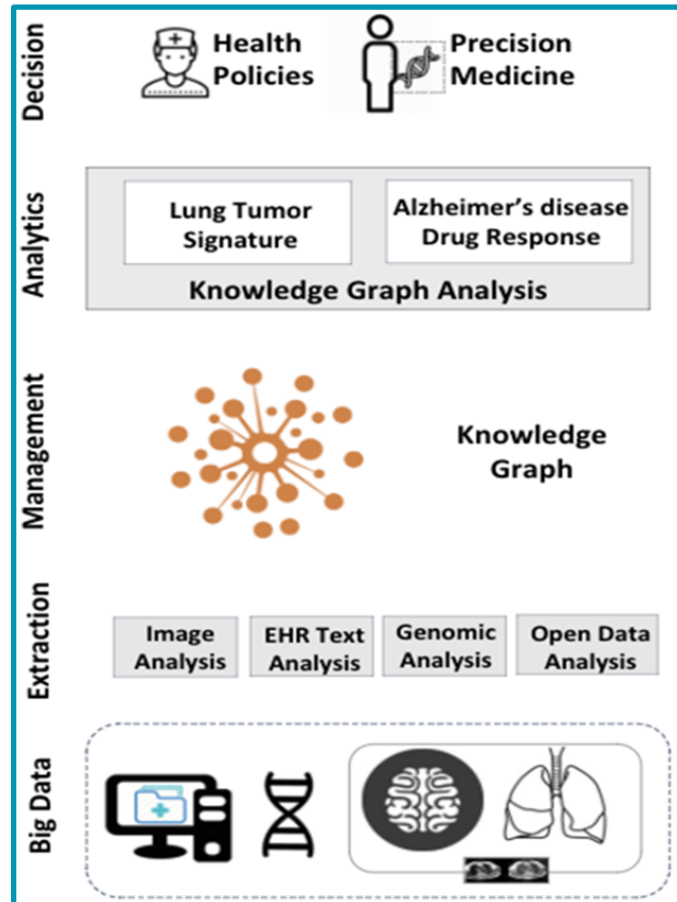 Decision
Health
Policies
Precision
Medicine
Analytics
Lung Tumor
Signature
Alzheimer's disease
Drug Response
Knowledge Graph Analysis
Management
Knowledge
Graph
Extraction
Image
Analysis
EHR Text
Analysis
Genomic
Analysis
Open Data
Analysis
Big Data